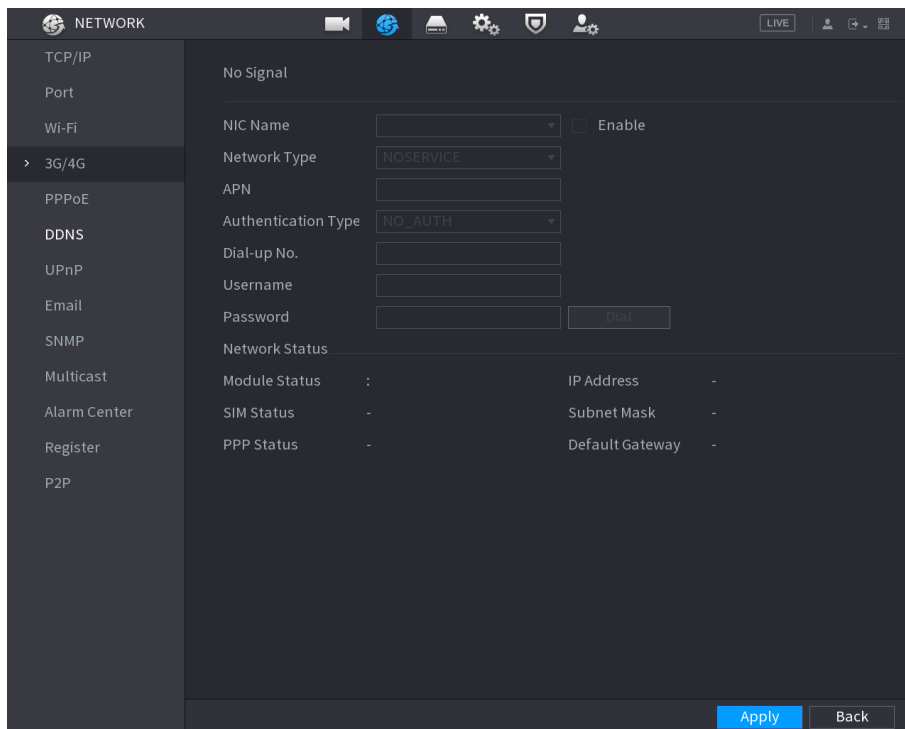 NETWORK
LIVE
TCP/IP
Port
Wi-Fi
3G/4G
PPPoE
DDNS
UPnP
Email
SNMP
Multicast
Alarm Center
Register
P2P
No Signal
NIC Name Enable
Network Type NOSERVICE
APN
Authentication Type NO_AUTH
Dial-up No.
Username
Password Dial
Network Status
Module Status : IP Address -
SIM Status - Subnet Mask -
PPP Status - Default Gateway -
Apply Back